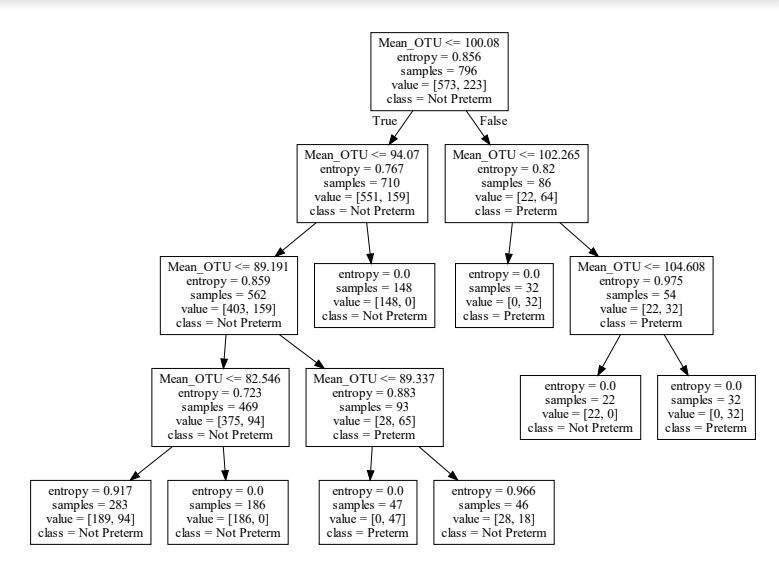 Mean_OTU <= 100.08
entropy = 0.856
samples = 796
value = [573, 223]
class = Not Preterm
True
False
Mean_OTU <= 94.07
entropy = 0.767
samples = 710
value = [551, 159]
class = Not Preterm
Mean_OTU <= 102.265
entropy = 0.82
samples = 86
value = [22, 64]
class = Preterm
Mean_OTU <= 89.191
entropy = 0.859
samples = 562
value = [403, 159]
class = Not Preterm
entropy = 0.0
samples = 148
value = [148, 0]
class = Not Preterm
entropy = 0.0
samples = 32
value = [0, 32]
class = Preterm
Mean_OTU <= 104.608
entropy = 0.975
samples = 54
value = [22, 32]
class = Preterm
Mean_OTU <= 82.546
entropy = 0.723
samples = 469
value = [375, 94]
class = Not Preterm
Mean_OTU <= 89.337
entropy = 0.883
samples = 93
value = [28, 65]
class = Preterm
entropy = 0.0
samples = 22
value = [22, 0]
class = Not Preterm
entropy = 0.0
samples = 32
value = [0, 32]
class = Preterm
entropy = 0.917
samples = 283
value = [189, 94]
class = Not Preterm
entropy = 0.0
samples = 186
value = [186, 0]
class = Not Preterm
entropy = 0.0
samples = 47
value = [0, 47]
class = Preterm
entropy = 0.966
samples = 46
value = [28, 18]
class = Not Preterm